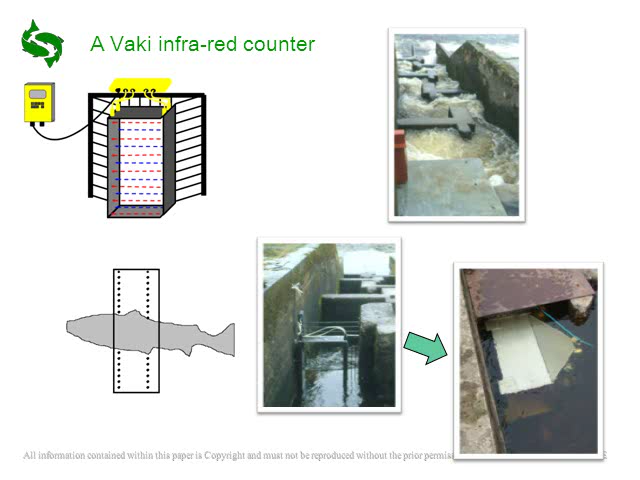 A Vaki infra-red counter
All information contained within this paper is Copyright and must not be reproduced without the prior